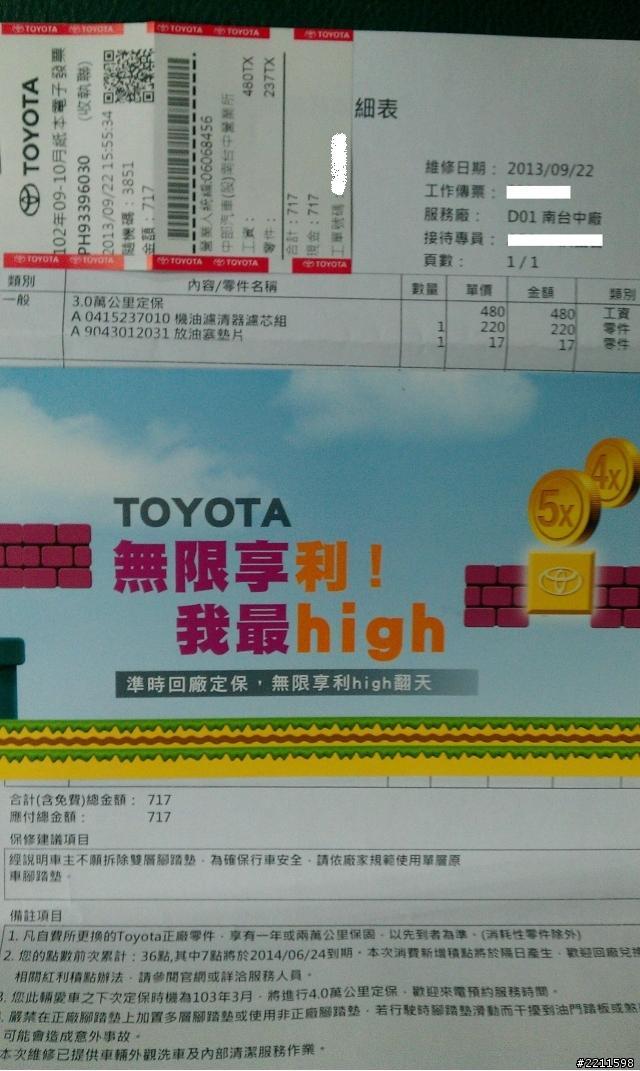 TOYOTA
102年09-10月紙本電子發票
PH93396030 (收執聯)
2013/09/22 15:55:34
隨機碼：3851
金額：717
營業人統編:06068456
中部汽車(股)南台中營業所
工資： 480TX
零件： 237TX
合計：717
現金：717
工單號碼
細表
維修日期： 2013/09/22
工作傳票：
服務廠： D01 南台中廠
接待專員：
頁數： 1 / 1
類別 內容/零件名稱 數量 單價 金額 類別
一般 3.0萬公里定保 480 480 工資
A 0415237010 機油濾清器濾芯組 1 220 220 零件
A 9043012031 放油塞墊片 1 17 17 零件
4x
5x
TOYOTA
無限享利！
我最high
準時回廠定保，無限享利high翻天
合計(含免費)總金額： 717
應付總金額： 717
保修建議項目
經說明車主不願拆除雙層腳踏墊，為確保行車安全，請依廠家規範使用單層原
車腳踏墊。
備註項目
1. 凡自費所更換的Toyota正廠零件，享有一年或兩萬公里保固，以先到者為準。(消耗性零件除外)
2. 您的點數前次累計：36點,其中7點將於2014/06/24到期。本次消費新增積點將於隔日產生，歡迎回廠兌換
相關紅利積點辦法，請參閱官網或詳洽服務人員。
3. 您此輛愛車之下次定保時機為103年3月，將進行4.0萬公里定保，歡迎來電預約服務時間。
嚴禁在正廠腳踏墊上加置多層腳踏墊或使用非正廠腳踏墊，若行駛時腳踏墊滑動而干擾到油門踏板或煞
可能會造成意外事故。
本次維修已提供車輛外觀洗車及內部清潔服務作業。
#2211598